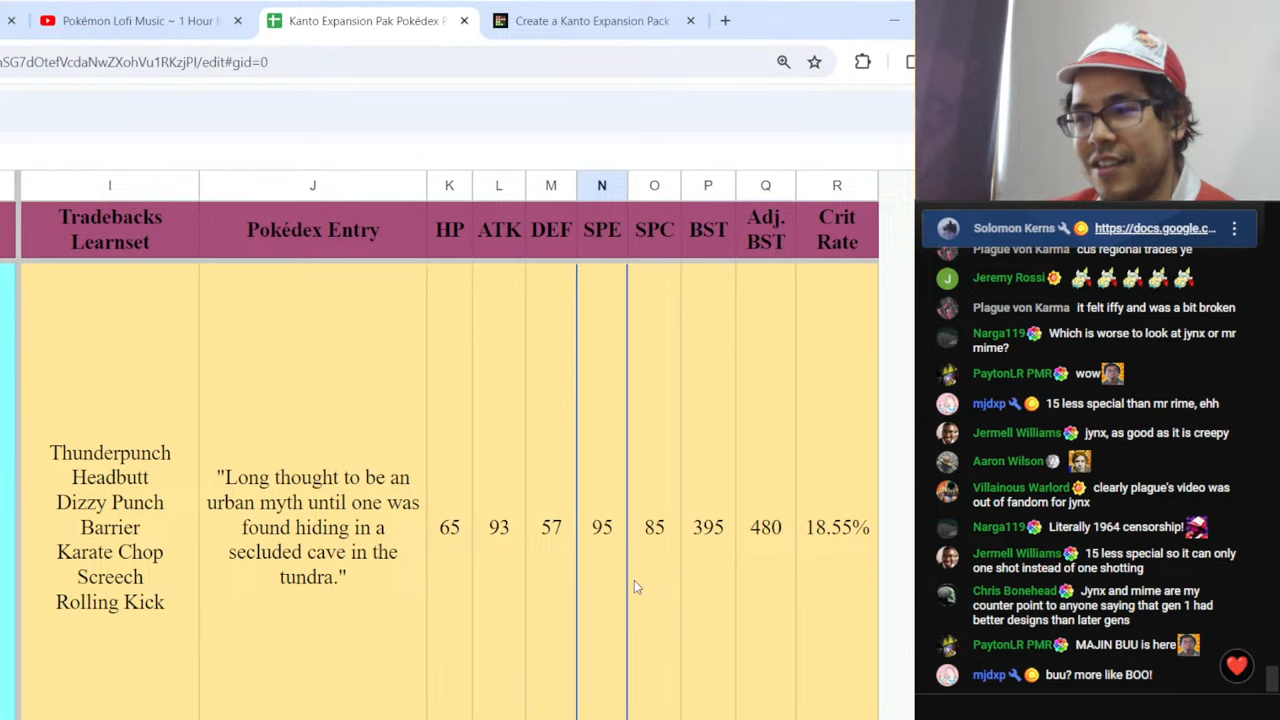 Pokémon Lofi Music ~ 1 Hour
Kanto Expansion Pak Pokédex
Create a Kanto Expansion Pack
SG7dOtefVcdaNwZXohVu1RKzjPI/edit#gid=0
I J K L M N O P Q R
Tradebacks
Learnset
Pokédex Entry
HP ATK DEF SPE SPC BST
Adj.
BST
Crit
Rate
Thunderpunch
Headbutt
Dizzy Punch
Barrier
Karate Chop
Screech
Rolling Kick
"Long thought to be an
urban myth until one was
found hiding in a
secluded cave in the
tundra."
65 93 57 95 85 395 480 18.55%
Solomon Kerns https://docs.google.c...
Plague von Karma cus regional trades ye
J Jeremy Rossi
Plague von Karma it felt iffy and was a bit broken
Narga119 Which is worse to look at jynx or mr
mime?
PaytonLR PMR wow
mjdxp 15 less special than mr rime, ehh
Jermell Williams jynx, as good as it is creepy
Aaron Wilson
Villainous Warlord clearly plague's video was
out of fandom for jynx
Narga119 Literally 1964 censorship!
Jermell Williams 15 less special so it can only
one shot instead of one shotting
Chris Bonehead Jynx and mime are my
counter point to anyone saying that gen 1 had
better designs than later gens
PaytonLR PMR MAJIN BUU is here
mjdxp buu? more like BOO!